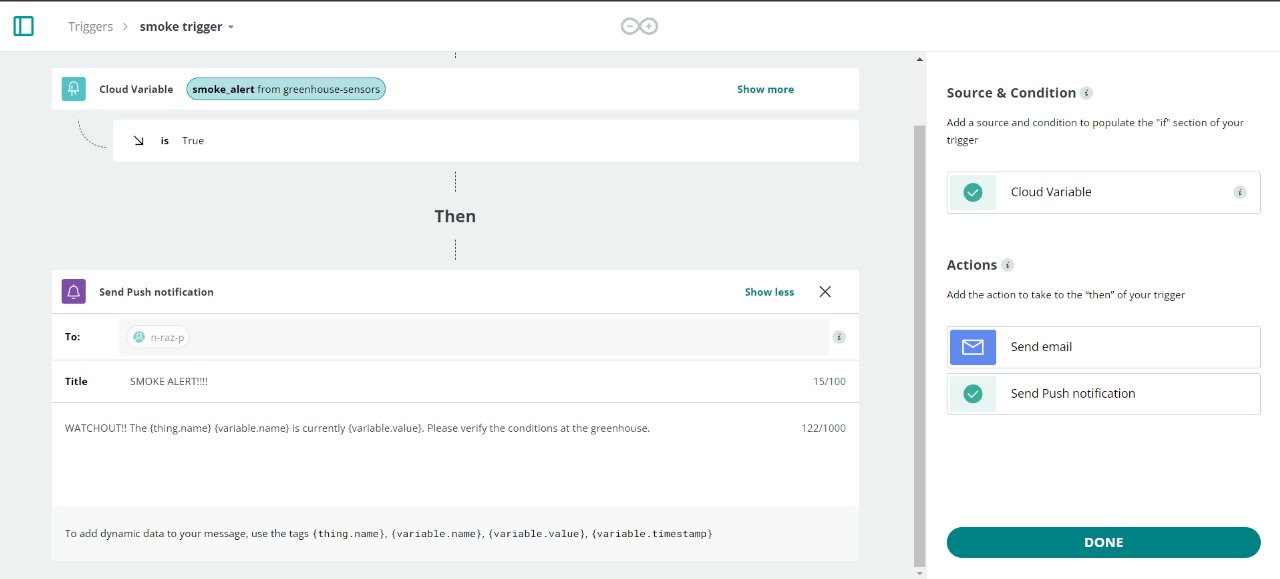 Triggers > smoke trigger
Cloud Variable smoke_alert from greenhouse-sensors Show more
is True
Then
Send Push notification Show less
To: n-raz-p i
Title SMOKE ALERT!!!! 15/100
WATCHOUT!! The {thing.name} {variable.name} is currently {variable.value}. Please verify the conditions at the greenhouse. 122/1000
To add dynamic data to your message, use the tags {thing.name}, {variable.name}, {variable.value}, {variable.timestamp}
Source & Condition i
Add a source and condition to populate the "if" section of your
trigger
Cloud Variable i
Actions i
Add the action to take to the “then” of your trigger
Send email
Send Push notification
DONE